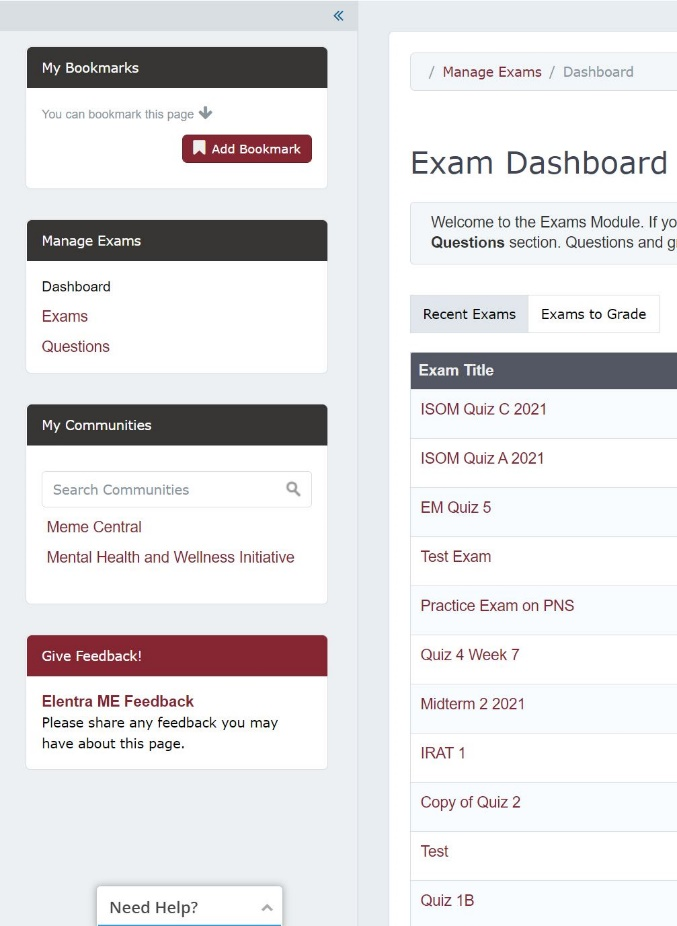 «
My Bookmarks
You can bookmark this page
Add Bookmark
Manage Exams
Dashboard
Exams
Questions
My Communities
Search Communities
Meme Central
Mental Health and Wellness Initiative
Give Feedback!
Elentra ME Feedback
Please share any feedback you may
have about this page.
Need Help?
/ Manage Exams / Dashboard
Exam Dashboard
Welcome to the Exams Module. If yo
Questions section. Questions and g
Recent Exams Exams to Grade
Exam Title
ISOM Quiz C 2021
ISOM Quiz A 2021
EM Quiz 5
Test Exam
Practice Exam on PNS
Quiz 4 Week 7
Midterm 2 2021
IRAT 1
Copy of Quiz 2
Test
Quiz 1B